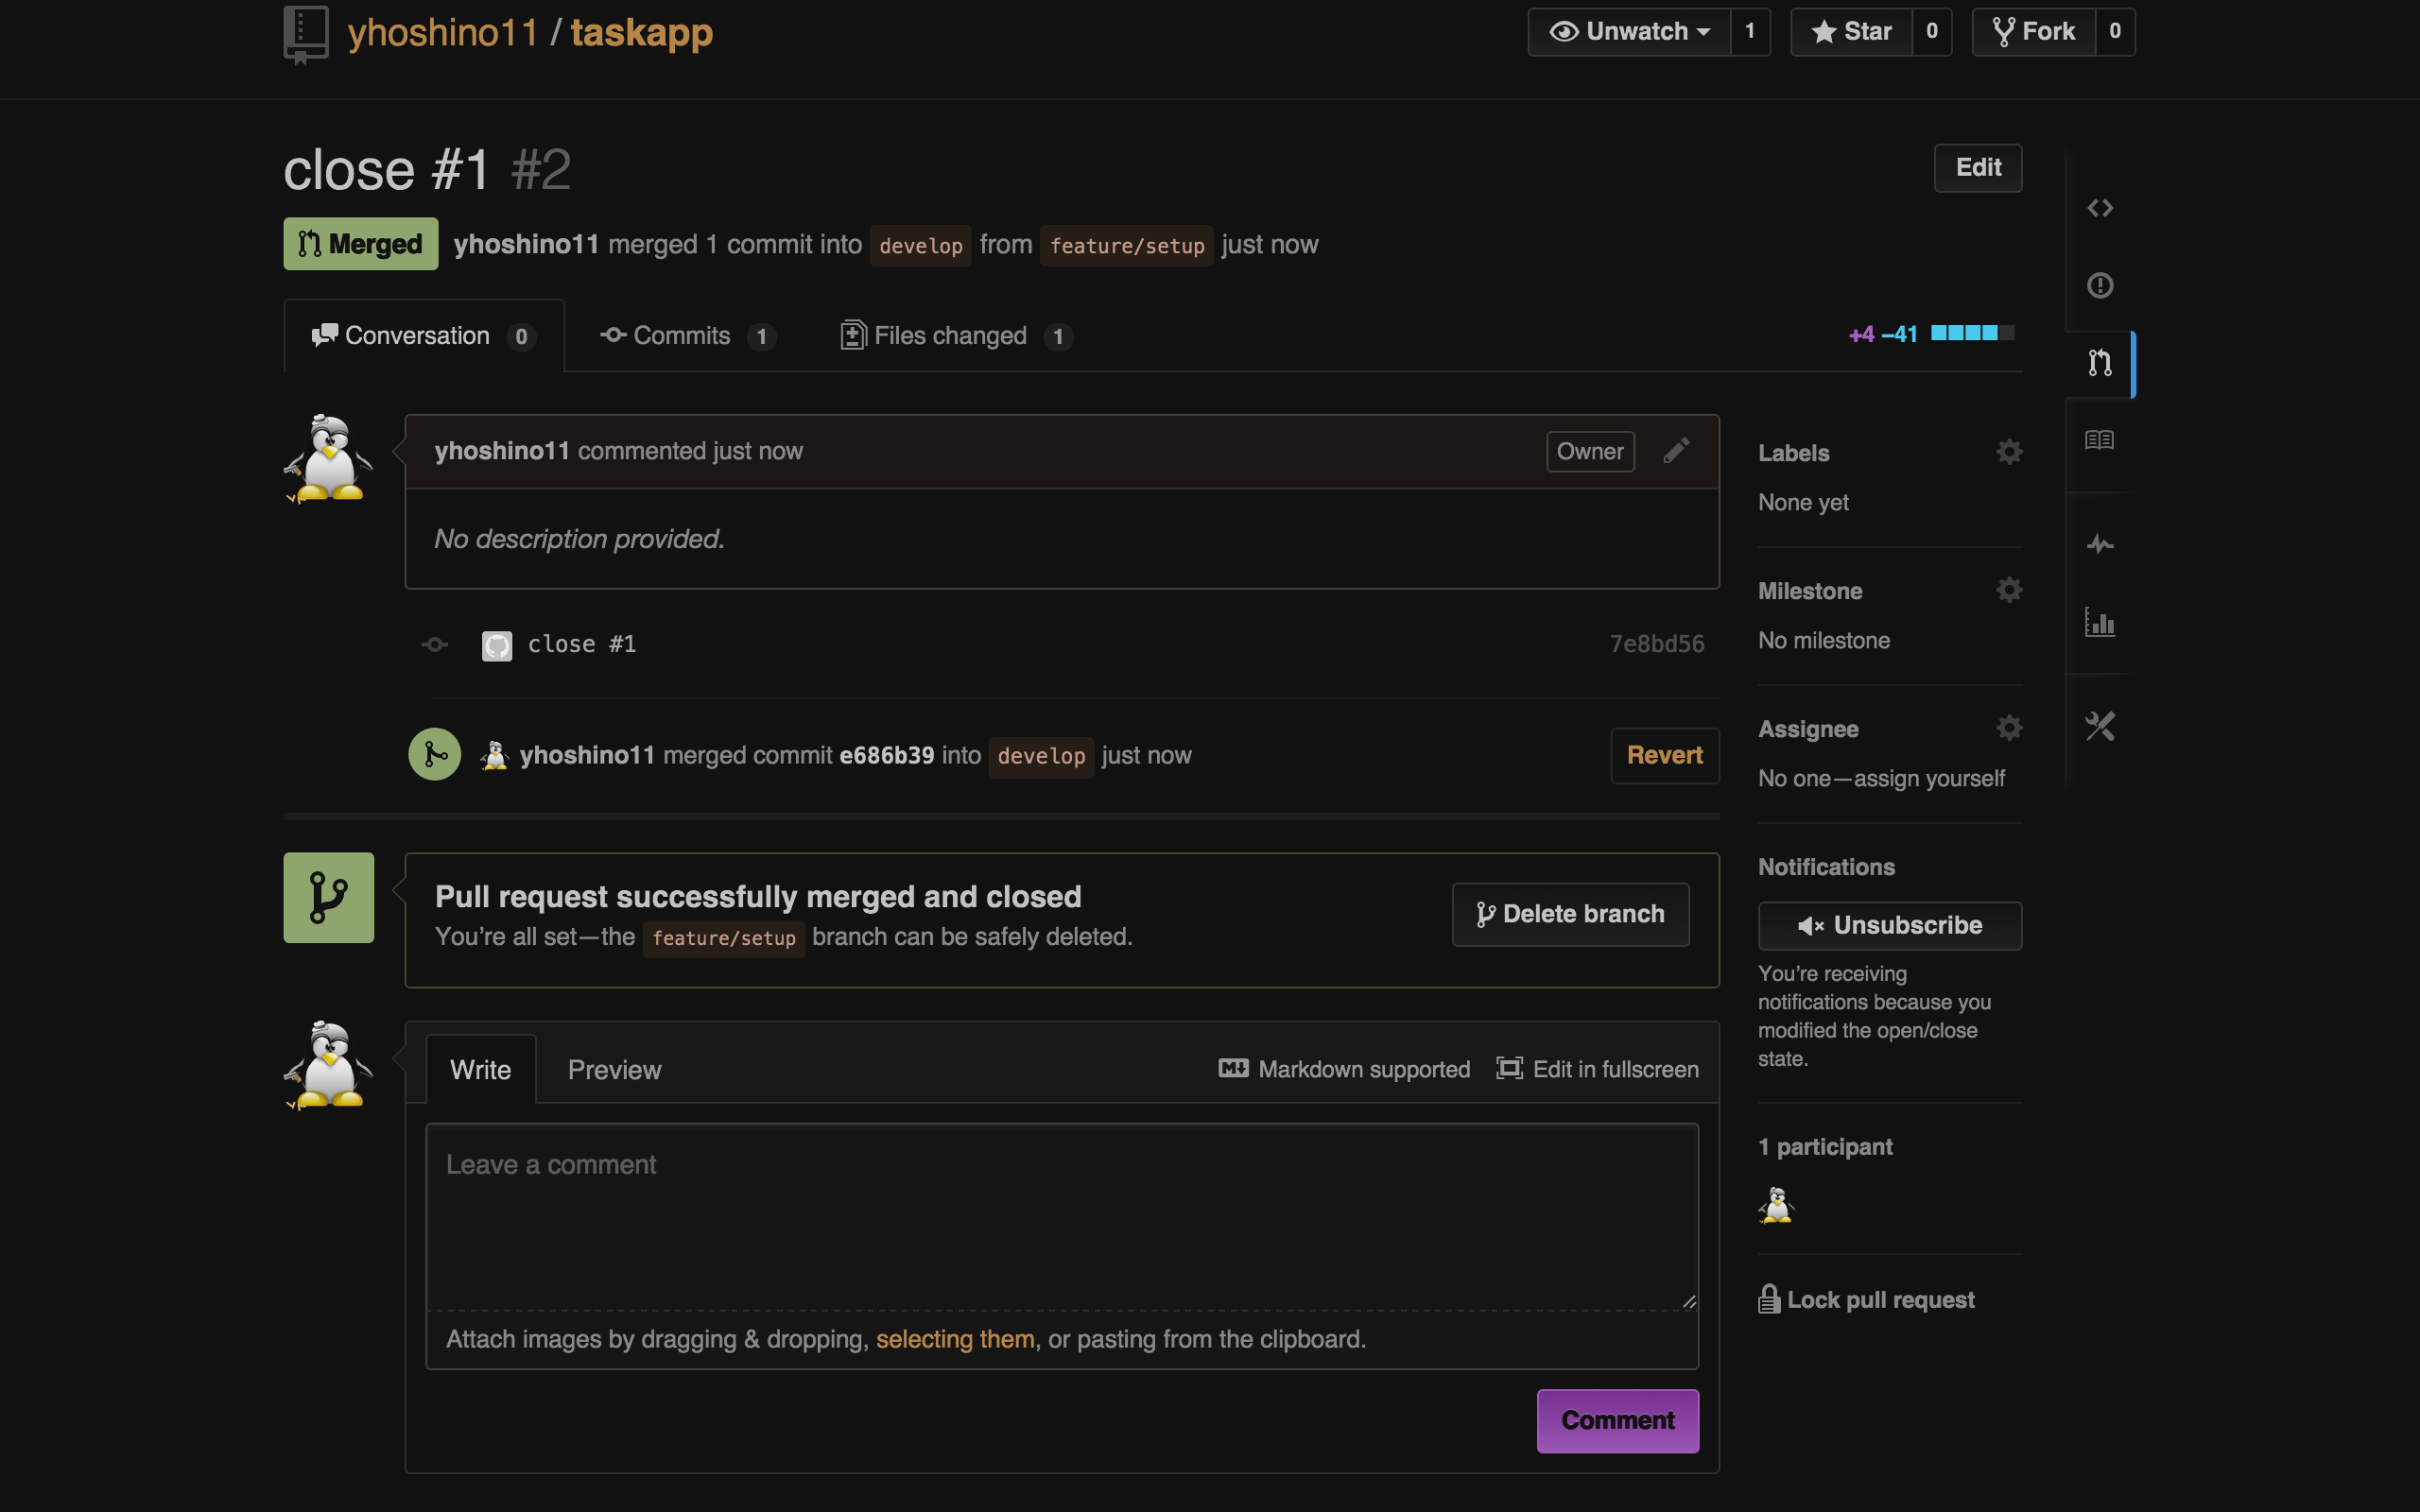 yhoshino11 / taskapp
Unwatch 1 Star 0 Fork 0
close #1 #2
Edit
Merged yhoshino11 merged 1 commit into develop from feature/setup just now
Conversation 0 Commits 1 Files changed 1 +4 −41
yhoshino11 commented just now Owner
No description provided.
close #1 7e8bd56
yhoshino11 merged commit e686b39 into develop just now Revert
Pull request successfully merged and closed
You’re all set—the feature/setup branch can be safely deleted.
Delete branch
Write Preview Markdown supported Edit in fullscreen
Leave a comment
Attach images by dragging & dropping, selecting them, or pasting from the clipboard.
Comment
Labels
None yet
Milestone
No milestone
Assignee
No one—assign yourself
Notifications
Unsubscribe
You’re receiving
notifications because you
modified the open/close
state.
1 participant
Lock pull request